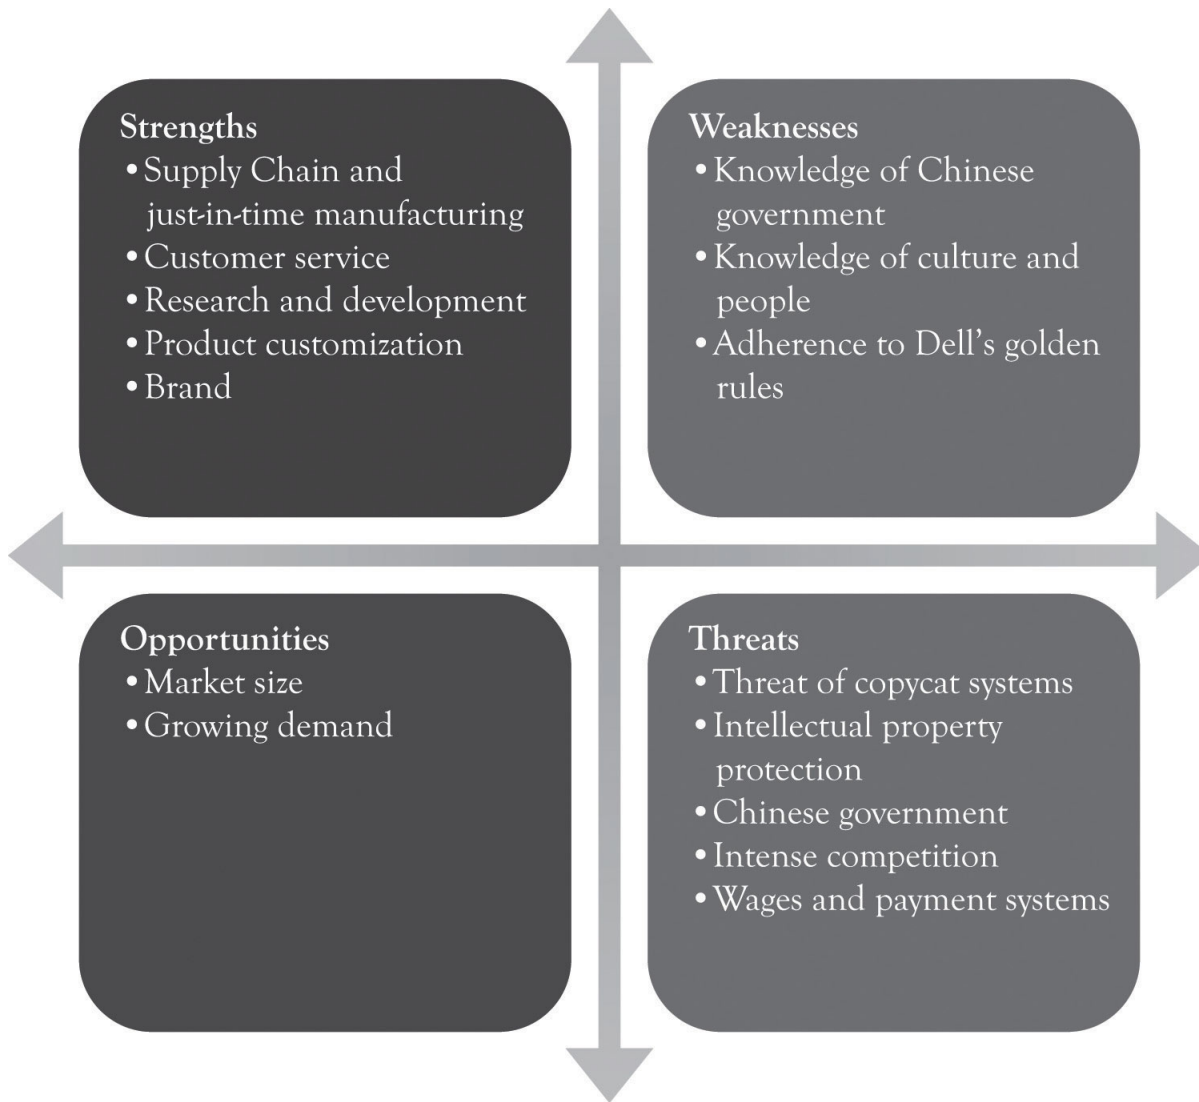 Strengths
• Supply Chain and
just-in-time manufacturing
• Customer service
• Research and development
• Product customization
• Brand
Weaknesses
• Knowledge of Chinese
government
• Knowledge of culture and
people
• Adherence to Dell’s golden
rules
Opportunities
• Market size
• Growing demand
Threats
• Threat of copycat systems
• Intellectual property
protection
• Chinese government
• Intense competition
• Wages and payment systems